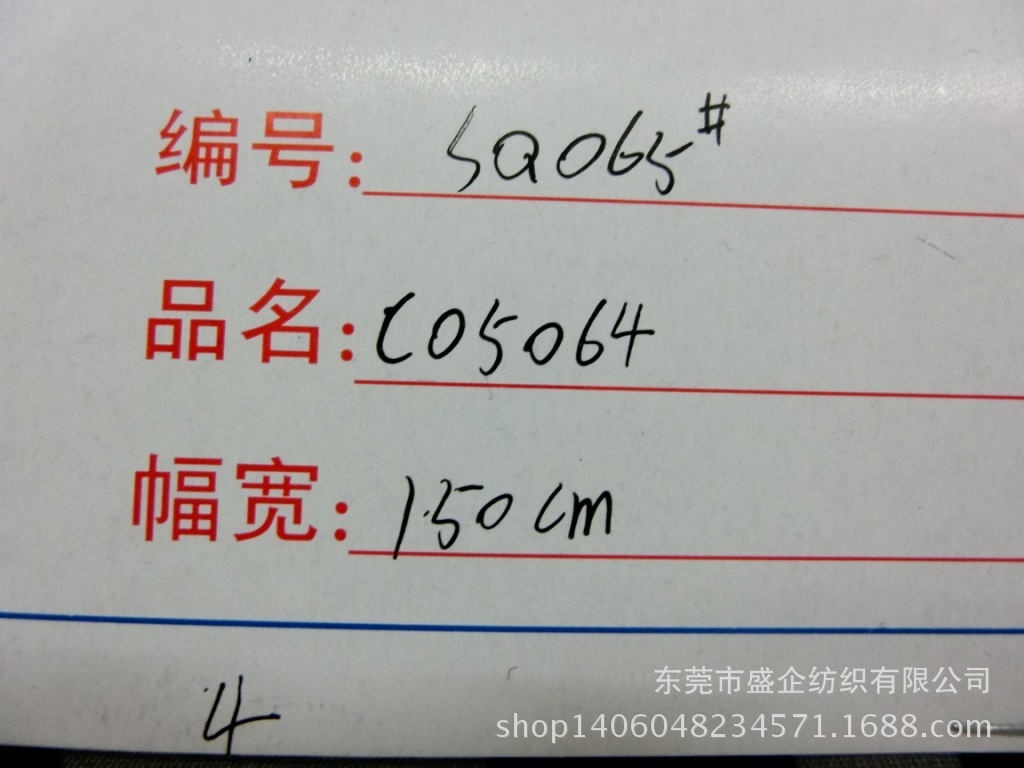 编号: SQ065#
品名: C05064
幅宽: 150cm
4
东莞市盛企纺织有限公司
shop1406048234571.1688.com